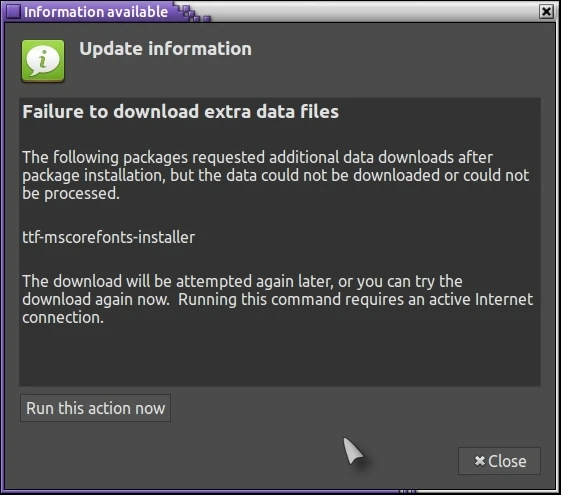 Information available
Update information
Failure to download extra data files
The following packages requested additional data downloads after
package installation, but the data could not be downloaded or could not
be processed.
ttf-mscorefonts-installer
The download will be attempted again later, or you can try the
download again now.  Running this command requires an active Internet
connection.
Run this action now
Close